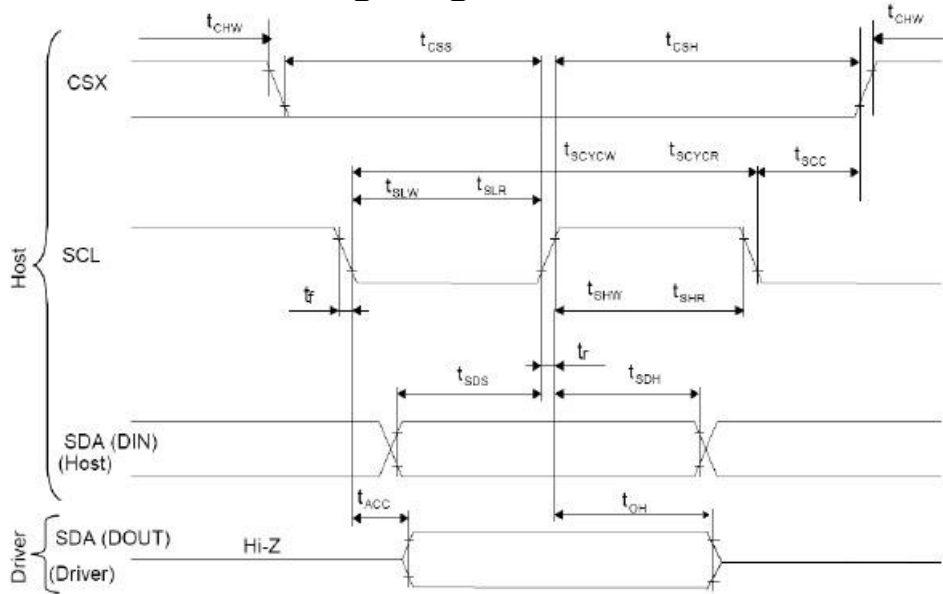 tCHW tCSS tCSH tCHW
CSX
tSCYCW tSCYCR tSCC
tSLW tSLR
Host
SCL
tf tSHW tSHR
tr
tSDS tSDH
SDA (DIN)
(Host)
tACC tOH
Driver
SDA (DOUT) Hi-Z
(Driver)